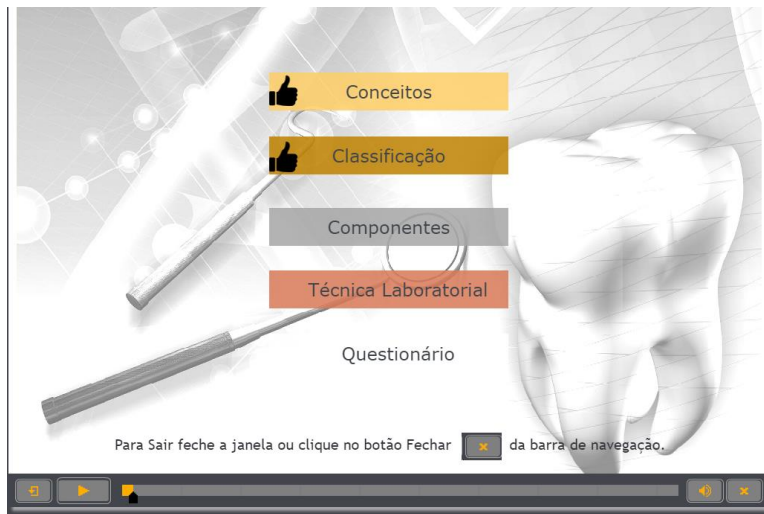 Conceitos
Classificação
Componentes
Técnica Laboratorial
Questionário
Para Sair feche a janela ou clique no botão Fechar da barra de navegação.